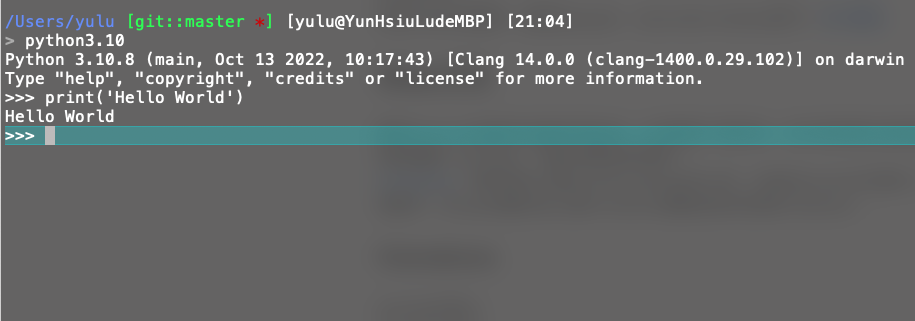 /Users/yulu [git::master *] [yulu@YunHsiuLudeMBP] [21:04]
> python3.10
Python 3.10.8 (main, Oct 13 2022, 10:17:43) [Clang 14.0.0 (clang-1400.0.29.102)] on darwin
Type "help", "copyright", "credits" or "license" for more information.
>>> print('Hello World')
Hello World
>>>